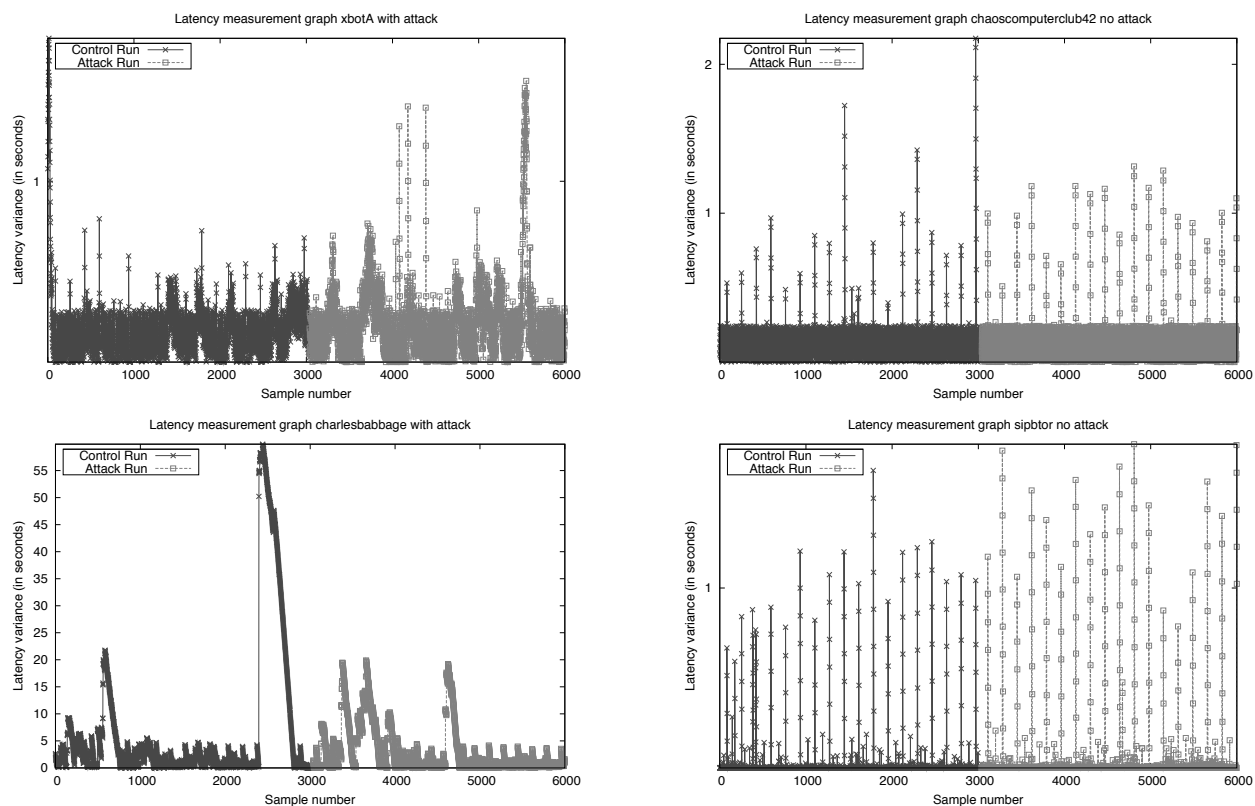 Latency measurement graph xbotA with attack
Control Run
Attack Run
Latency variance (in seconds)
1
0 1000 2000 3000 4000 5000 6000
Sample number
Latency measurement graph chaoscomputerclub42 no attack
Control Run
Attack Run
Latency variance (in seconds)
2
1
0 1000 2000 3000 4000 5000 6000
Sample number
Latency measurement graph charlesbabbage with attack
Control Run
Attack Run
Latency variance (in seconds)
55
50
45
40
35
30
25
20
15
10
5
0
0 1000 2000 3000 4000 5000 6000
Sample number
Latency measurement graph sipbtor no attack
Control Run
Attack Run
Latency variance (in seconds)
1
0 1000 2000 3000 4000 5000 6000
Sample number